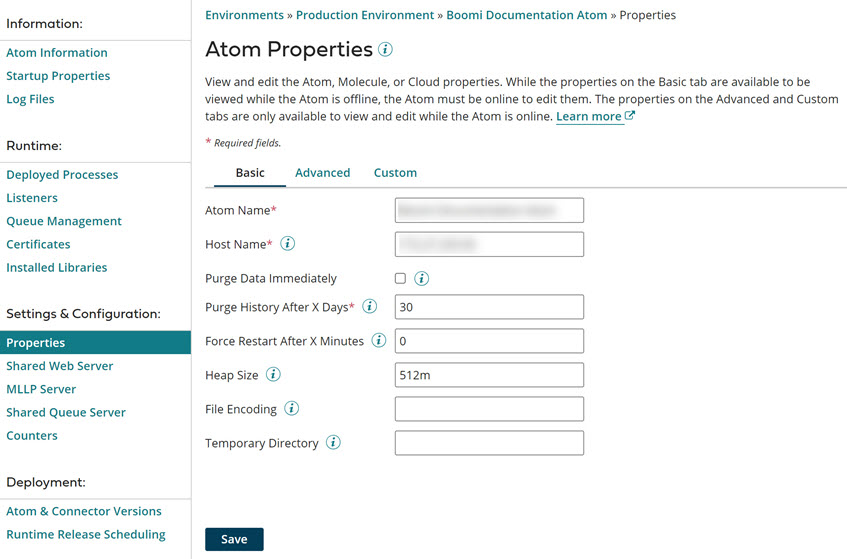 Information:
Atom Information
Startup Properties
Log Files
Runtime:
Deployed Processes
Listeners
Queue Management
Certificates
Installed Libraries
Settings & Configuration:
Properties
Shared Web Server
MLLP Server
Shared Queue Server
Counters
Deployment:
Atom & Connector Versions
Runtime Release Scheduling
Environments » Production Environment » Boomi Documentation Atom » Properties
Atom Properties i
View and edit the Atom, Molecule, or Cloud properties. While the properties on the Basic tab are available to be
viewed while the Atom is offline, the Atom must be online to edit them. The properties on the Advanced and Custom
tabs are only available to view and edit while the Atom is online. Learn more
* Required fields.
Basic Advanced Custom
Atom Name*
Host Name* i
Purge Data Immediately i
Purge History After X Days* i 30
Force Restart After X Minutes i 0
Heap Size i 512m
File Encoding i
Temporary Directory i
Save